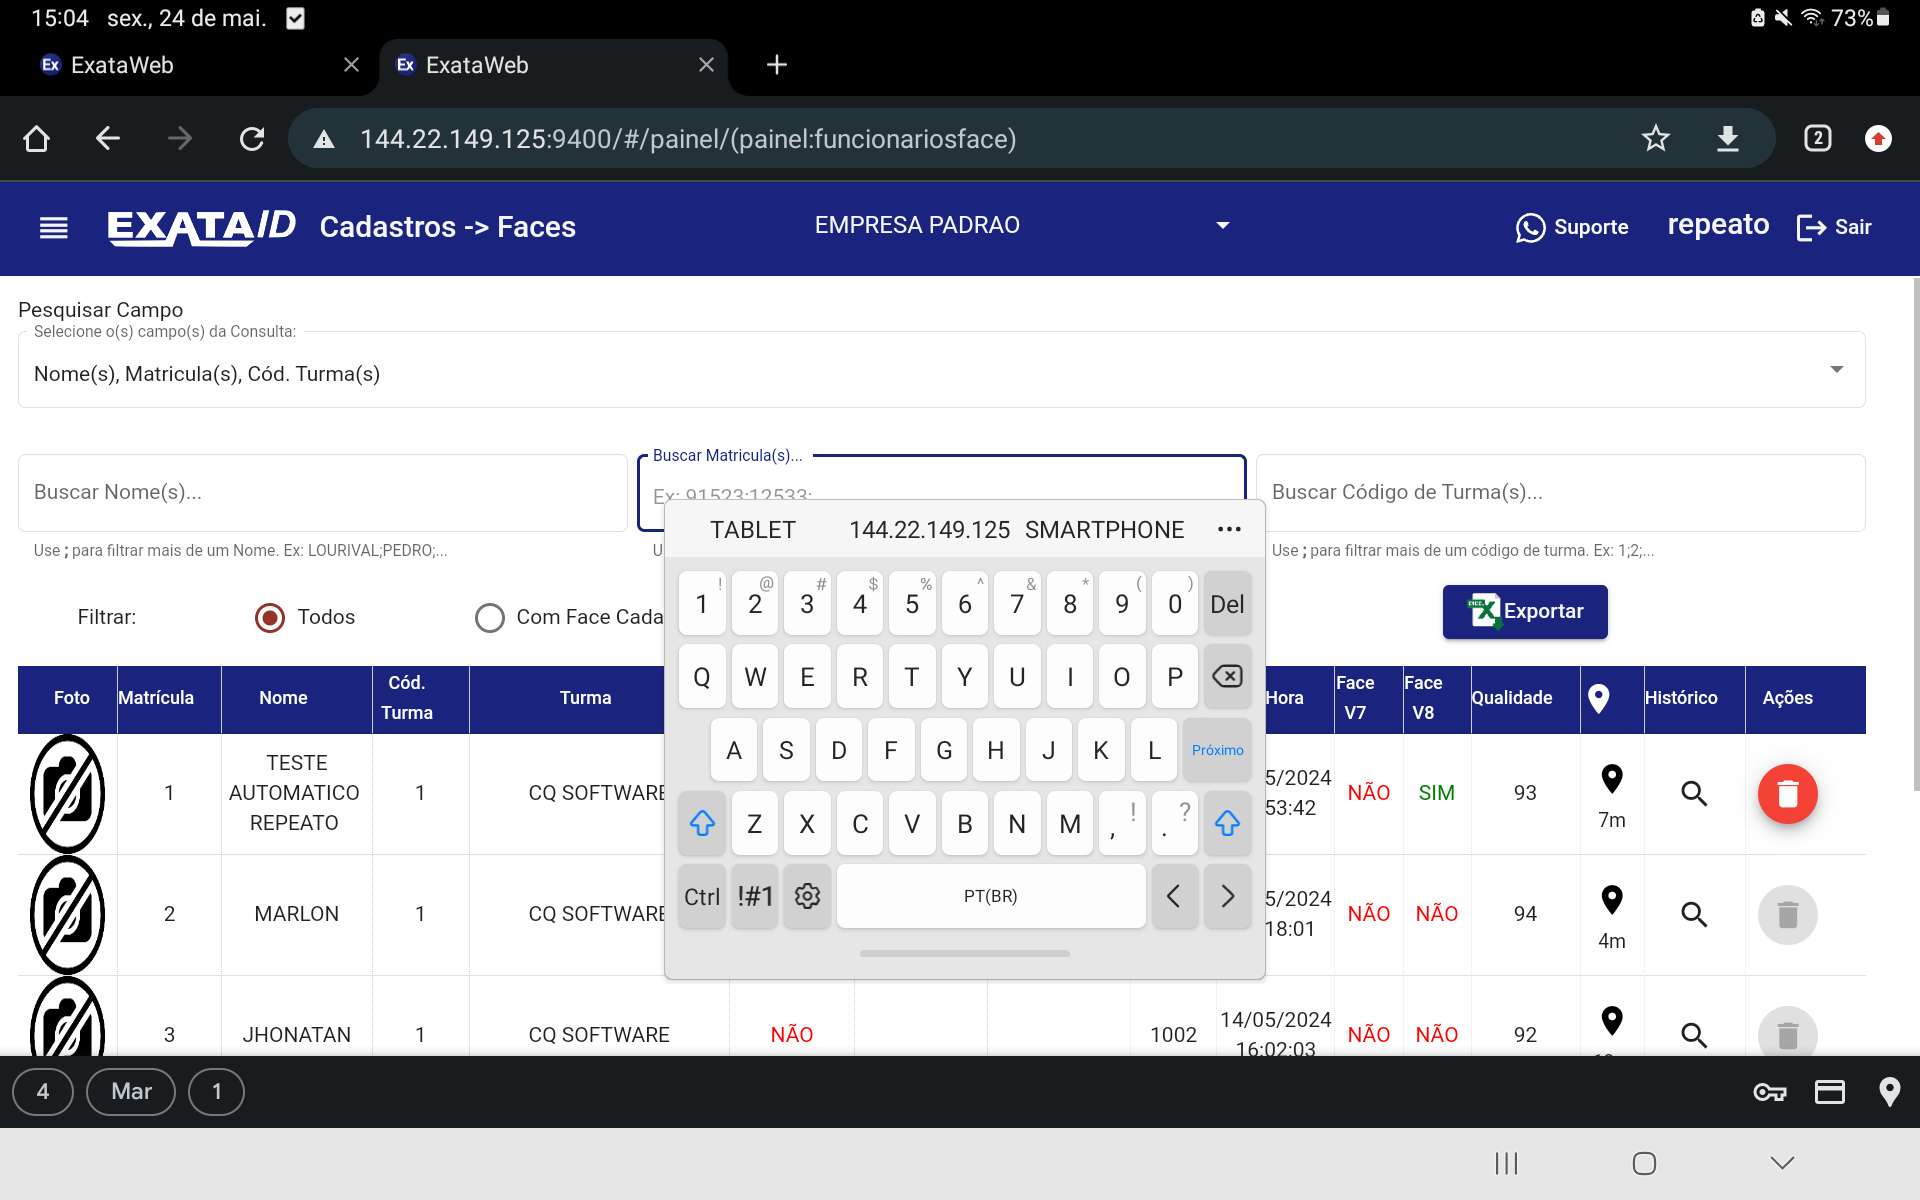 15:04 sex., 24 de mai. 73%
Ex ExataWeb Ex ExataWeb
144.22.149.125:9400/#/painel/(painel:funcionariosface) 2
EXATA/D Cadastros -> Faces EMPRESA PADRAO Suporte repeato Sair
Pesquisar Campo
Selecione o(s) campo(s) da Consulta:
Nome(s), Matricula(s), Cód. Turma(s)
Buscar Matricula(s)...
Buscar Nome(s)... Ex: 91523;12533; Buscar Código de Turma(s)...
Use ; para filtrar mais de um Nome. Ex: LOURIVAL;PEDRO;... U Use ; para filtrar mais de um código de turma. Ex: 1;2;...
TABLET 144.22.149.125 SMARTPHONE ...
! @ # $ % ^ & * ( )
1 2 3 4 5 6 7 8 9 0 Del
Filtrar: Todos Com Face Cada Exportar
Q W E R T Y U I O P
A S D F G H J K L Próximo
Z X C V B N M , ! . ?
Ctrl !#1 PT(BR) < >
Foto Matrícula Nome Cód. Turma Turma Hora Face V7 Face V8 Qualidade Histórico Ações
1 TESTE AUTOMATICO REPEATO 1 CQ SOFTWARE 5/2024 53:42 NÃO SIM 93 7m
2 MARLON 1 CQ SOFTWARE 5/2024 18:01 NÃO NÃO 94 4m
3 JHONATAN 1 CQ SOFTWARE NÃO 1002 14/05/2024 16:02:03 NÃO NÃO 92
4 Mar 1